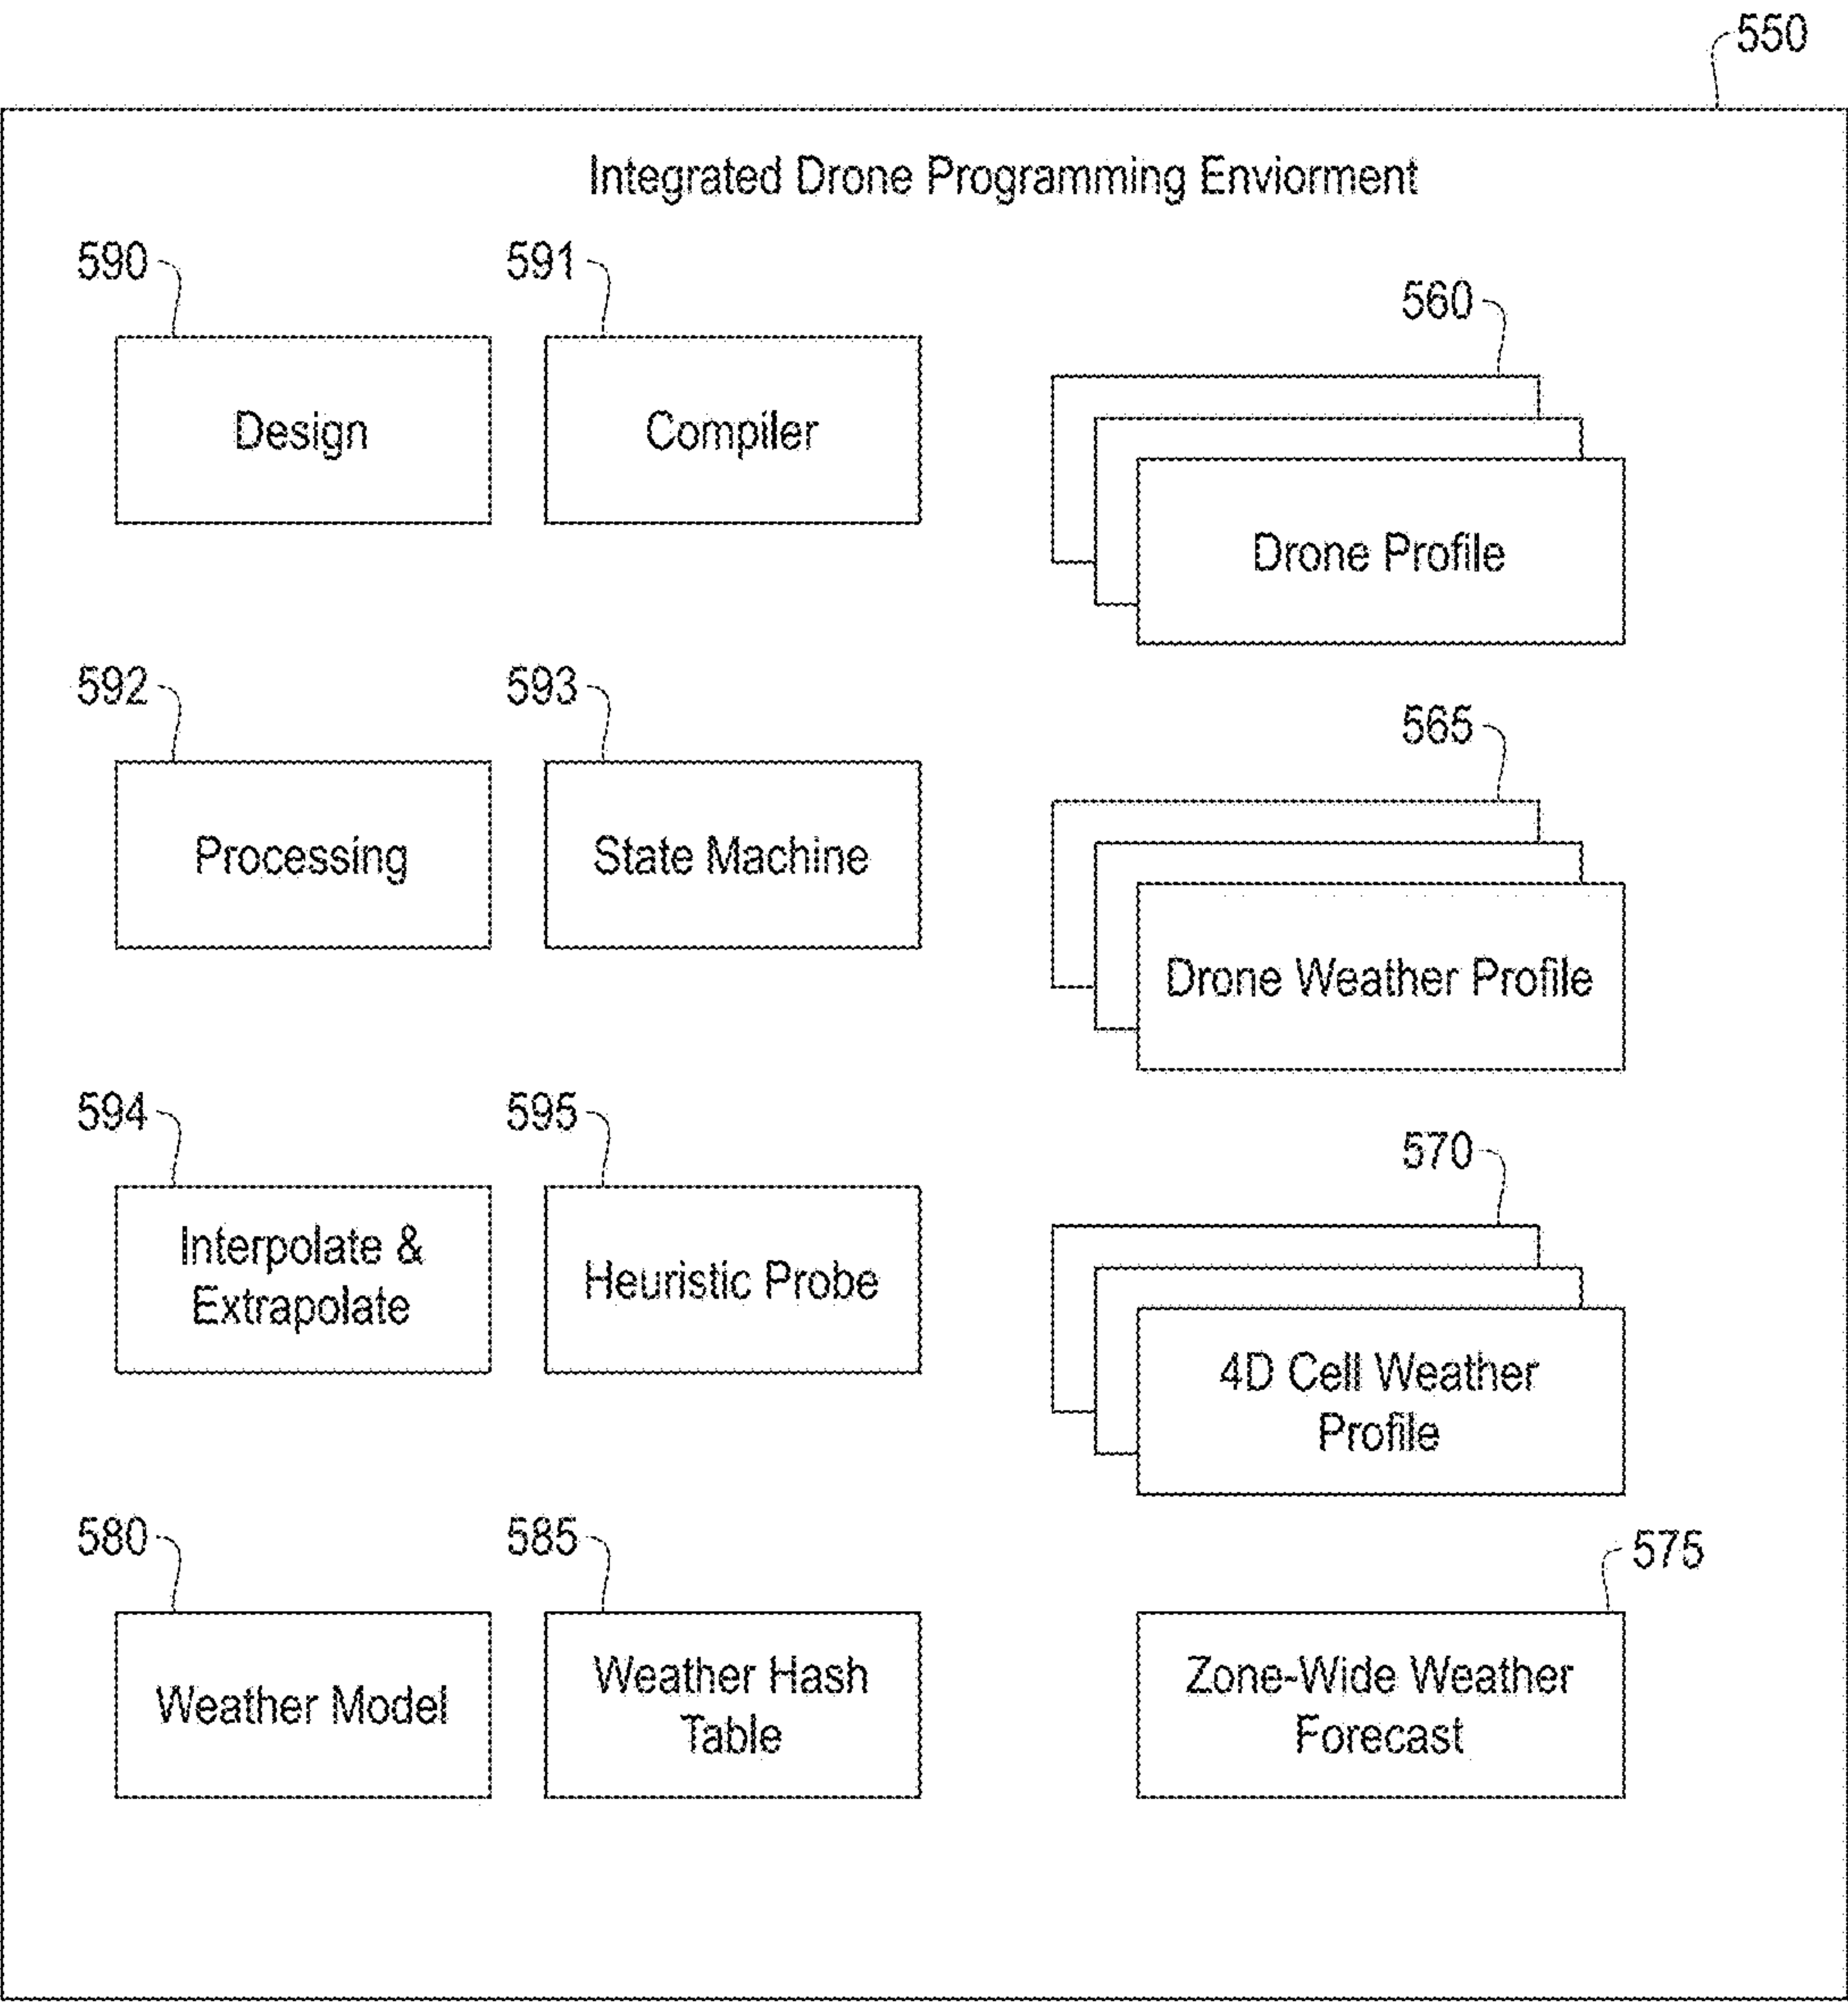 550
Integrated Drone Programming Enviorment
590
591
560
Design
Compiler
Drone Profile
592
593
565
Processing
State Machine
Drone Weather Profile
594
595
570
Interpolate &
Extrapolate
Heuristic Probe
4D Cell Weather
Profile
580
585
575
Weather Model
Weather Hash
Table
Zone-Wide Weather
Forecast